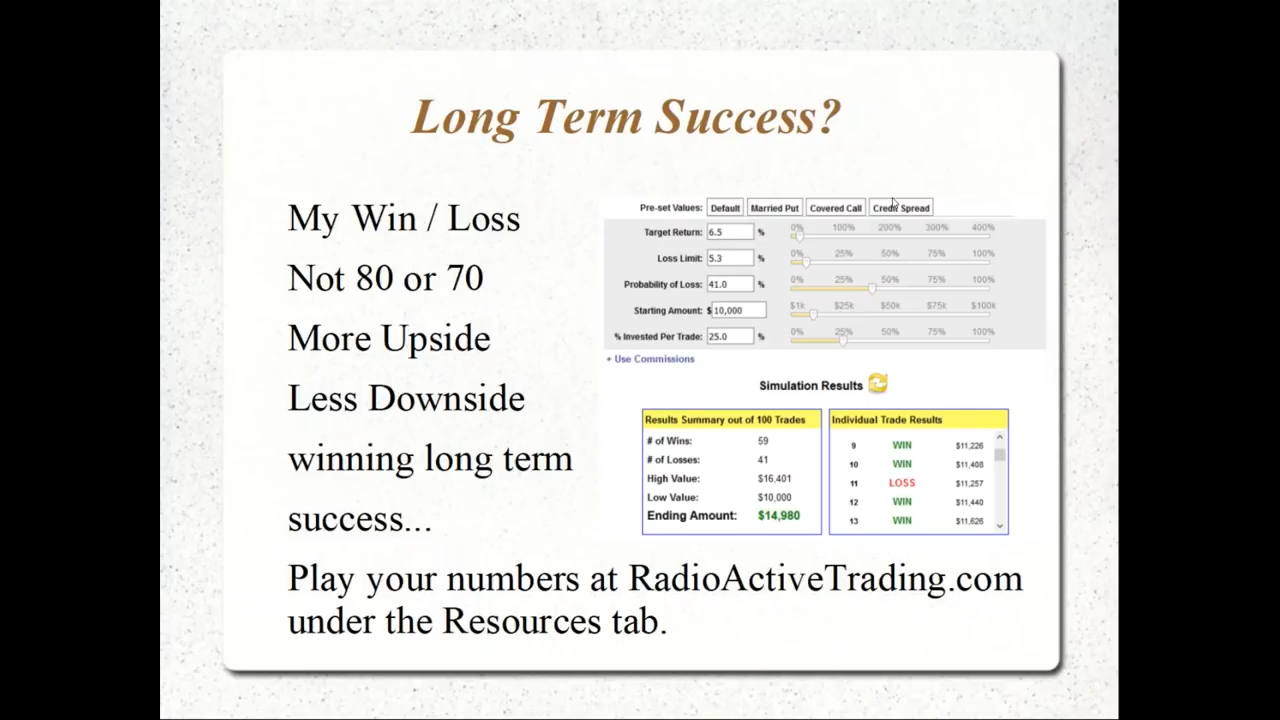 Long Term Success?
My Win / Loss
Not 80 or 70
More Upside
Less Downside
winning long term
success...
Pre-set Values: Default Married Put Covered Call Credit Spread
Target Return: 6.5 % 0% 100% 200% 300% 400%
Loss Limit: 5.3 % 0% 25% 50% 75% 100%
Probability of Loss: 41.0 % 0% 25% 50% 75% 100%
Starting Amount: $ 10,000 $1k $25k $50k $75k $100k
% Invested Per Trade: 25.0 % 0% 25% 50% 75% 100%
+ Use Commissions
Simulation Results
Results Summary out of 100 Trades
# of Wins: 59
# of Losses: 41
High Value: $16,401
Low Value: $10,000
Ending Amount: $14,980
Individual Trade Results
9 WIN $11,226
10 WIN $11,408
11 LOSS $11,257
12 WIN $11,440
13 WIN $11,626
Play your numbers at RadioActiveTrading.com
under the Resources tab.